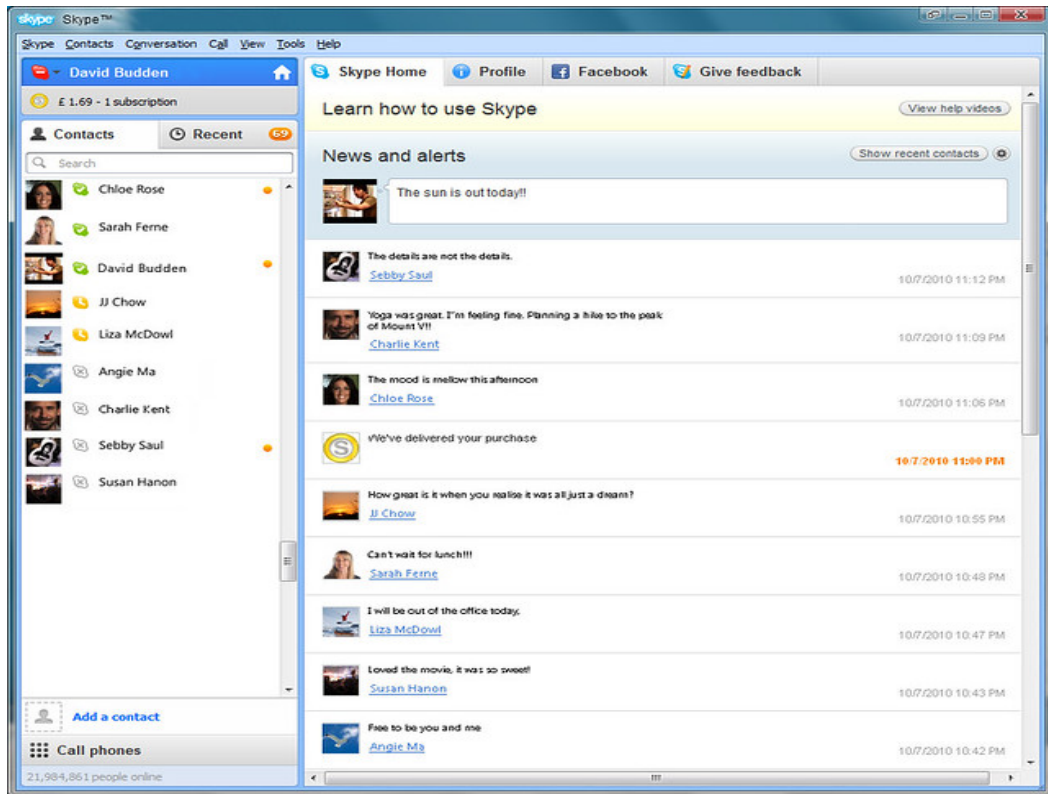 skype Skype™
Skype Contacts Conversation Call View Tools Help
David Budden
£ 1.69 - 1 subscription
Contacts Recent 69
Search
Chloe Rose
Sarah Ferne
David Budden
JJ Chow
Liza McDowl
Angie Ma
Charlie Kent
Sebby Saul
Susan Hanon
Add a contact
Call phones
21,984,861 people online
Skype Home Profile Facebook Give feedback
Learn how to use Skype View help videos
News and alerts Show recent contacts
The sun is out today!!
The details are not the details.
Sebby Saul
10/7/2010 11:12 PM
Yoga was great. I"m feeling fine. Planning a hike to the peak
of Mount V!!
Charlie Kent
10/7/2010 11:09 PM
The mood is mellow this afternoon
Chloe Rose
10/7/2010 11:06 PM
We've delivered your purchase
10/7/2010 11:00 PM
How great is it when you realise it was all just a dream?
JJ Chow
10/7/2010 10:55 PM
Can't wait for lunch!!!
Sarah Ferne
10/7/2010 10:48 PM
I will be out of the office today,
Liza McDowl
10/7/2010 10:47 PM
Loved the movie, it was so sweet!
Susan Hanon
10/7/2010 10:43 PM
Free to be you and me
Angie Ma
10/7/2010 10:42 PM